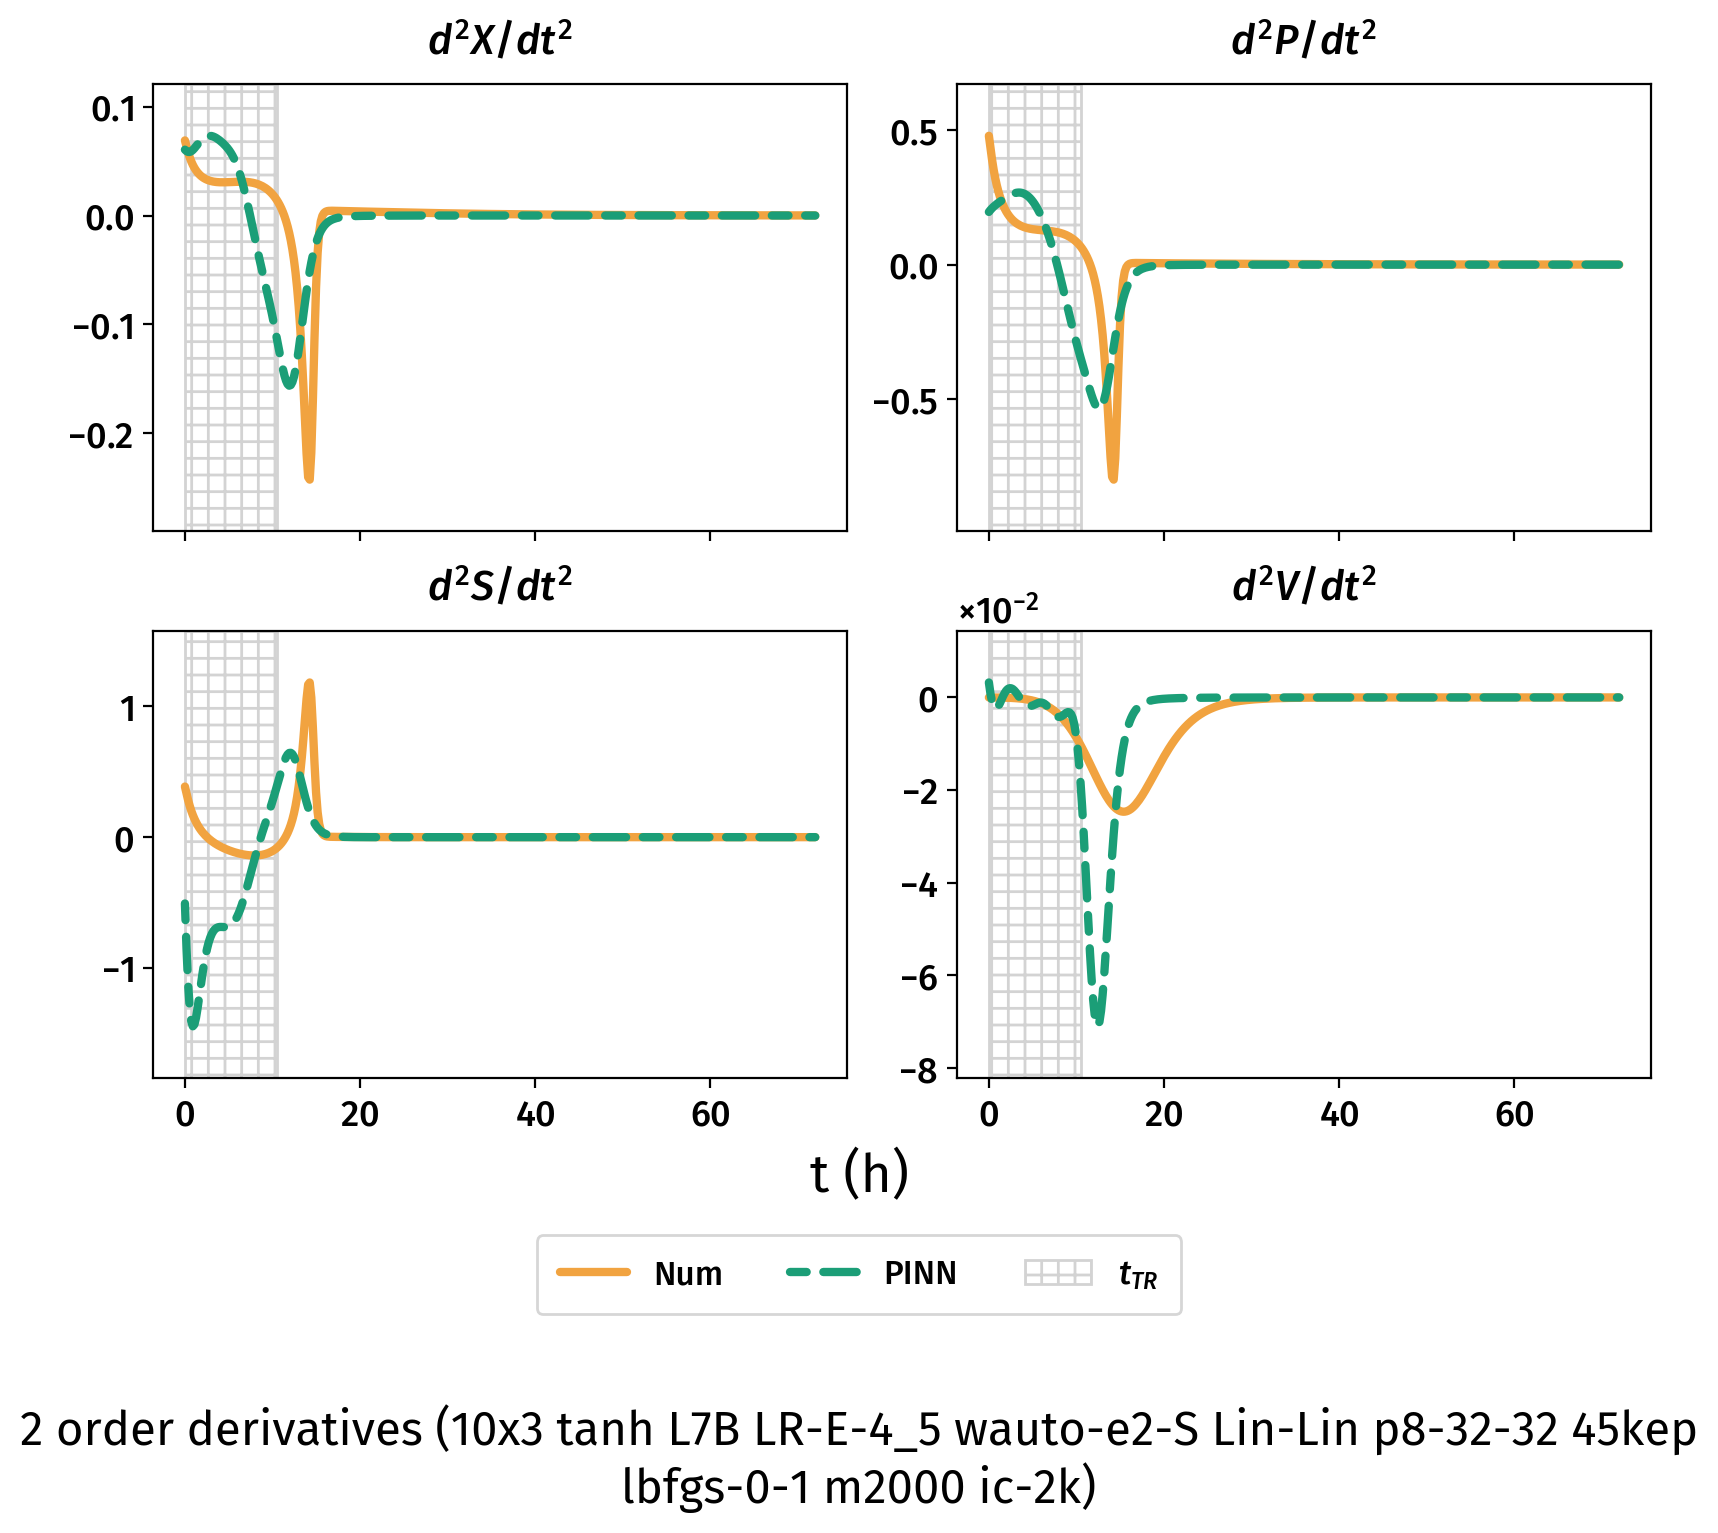 d²X/dt²
d²P/dt²
0.1
0.0
−0.1
−0.2
0.5
0.0
−0.5
d²S/dt²
d²V/dt²
×10⁻²
1
0
−1
0
−2
−4
−6
−8
0 20 40 60
0 20 40 60
t (h)
Num PINN t_TR
2 order derivatives (10x3 tanh L7B LR-E-4_5 wauto-e2-S Lin-Lin p8-32-32 45kep
lbfgs-0-1 m2000 ic-2k)